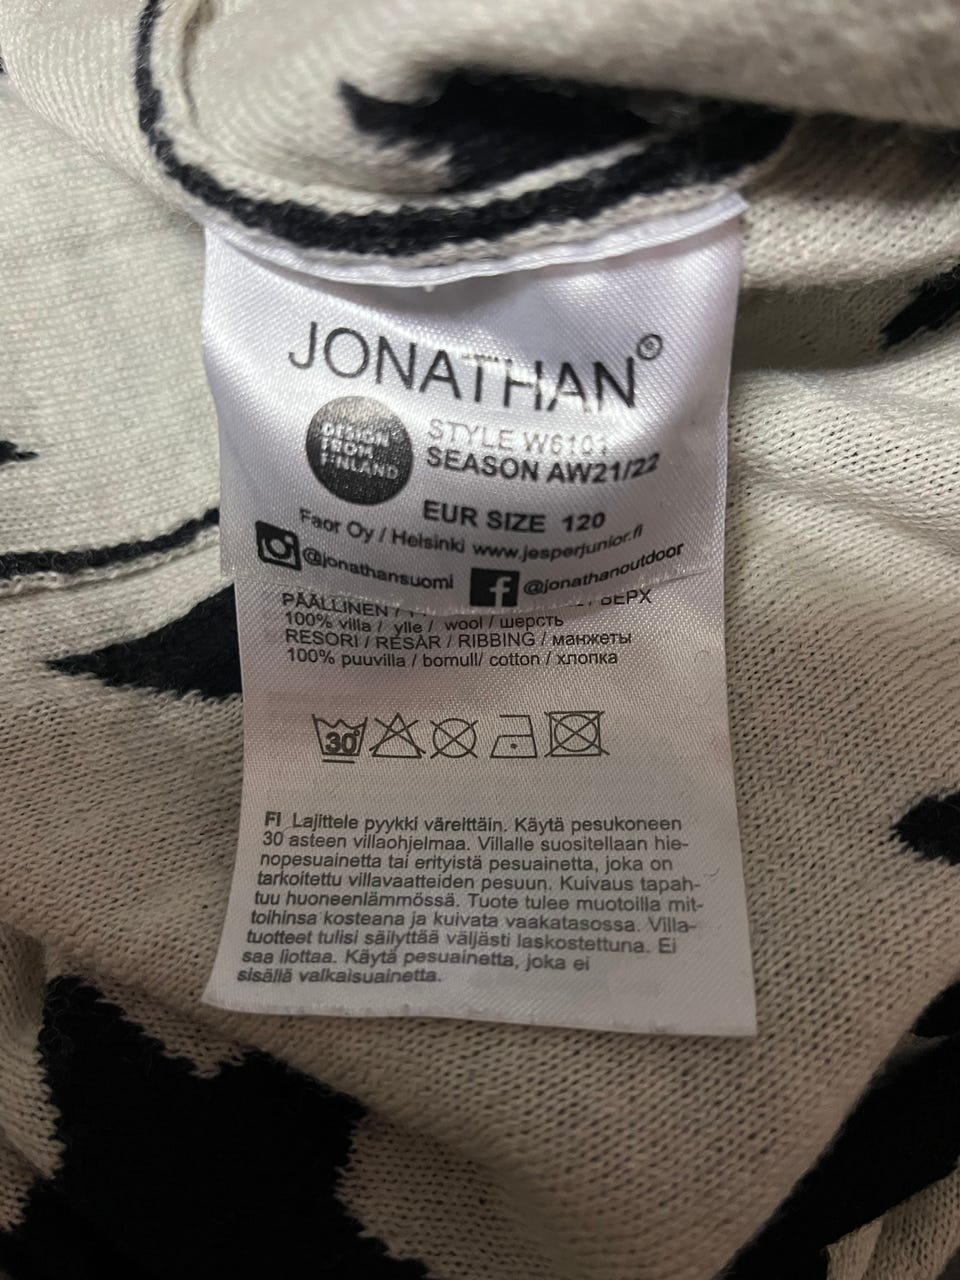 JONATHAN®
DESIGN
FROM
FINLAND
STYLE W6101
SEASON AW21/22
EUR SIZE 120
Faor Oy / Helsinki www.jesperjunior.fi
@jonathansuomi
@jonathanoutdoor
PÄÄLLINEN / / ВЕРХ
100% villa / ylle / wool / шерсть
RESORI / RESÅR / RIBBING / манжеты
100% puuvilla / bomull/ cotton / хлопка
30°
FI Lajittele pyykki väreittäin. Käytä pesukoneen
30 asteen villaohjelmaa. Villalle suositellaan hie-
nopesuainetta tai erityistä pesuainetta, joka on
tarkoitettu villavaatteiden pesuun. Kuivaus tapah-
tuu huoneenlämmössä. Tuote tulee muotoilla mit-
toihinsa kosteana ja kuivata vaakatasossa. Villa-
tuotteet tulisi säilyttää väljästi laskostettuna. Ei
saa liottaa. Käytä pesuainetta, joka ei
sisällä valkaisuainetta.